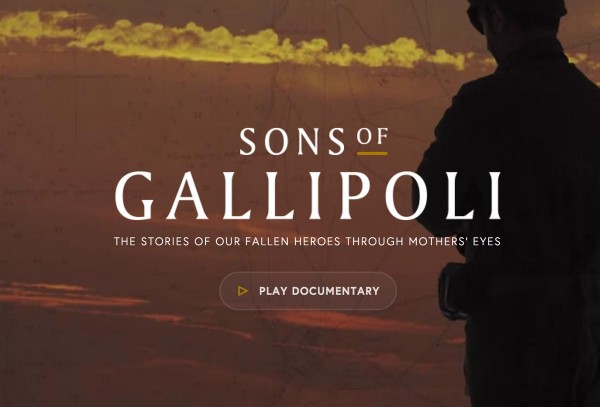 SONS OF
GALLIPOLI
THE STORIES OF OUR FALLEN HEROES THROUGH MOTHERS' EYES
PLAY DOCUMENTARY